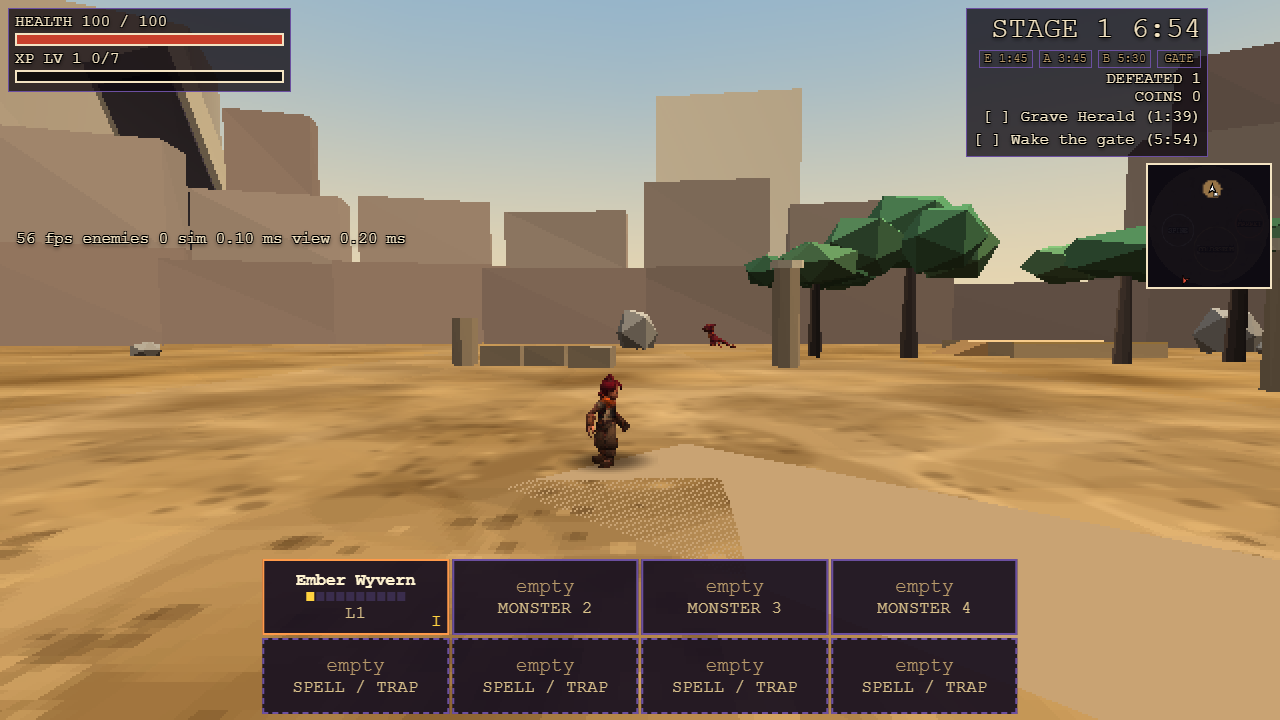 HEALTH 100 / 100
XP LV 1 0/7
STAGE 1 6:54
E 1:45 A 3:45 B 5:30 GATE
DEFEATED 1
COINS 0
[ ] Grave Herald (1:39)
[ ] Wake the gate (5:54)
56 fps enemies 0 sim 0.10 ms view 0.20 ms
Ember Wyvern
L1
I
empty
MONSTER 2
empty
MONSTER 3
empty
MONSTER 4
empty
SPELL / TRAP
empty
SPELL / TRAP
empty
SPELL / TRAP
empty
SPELL / TRAP